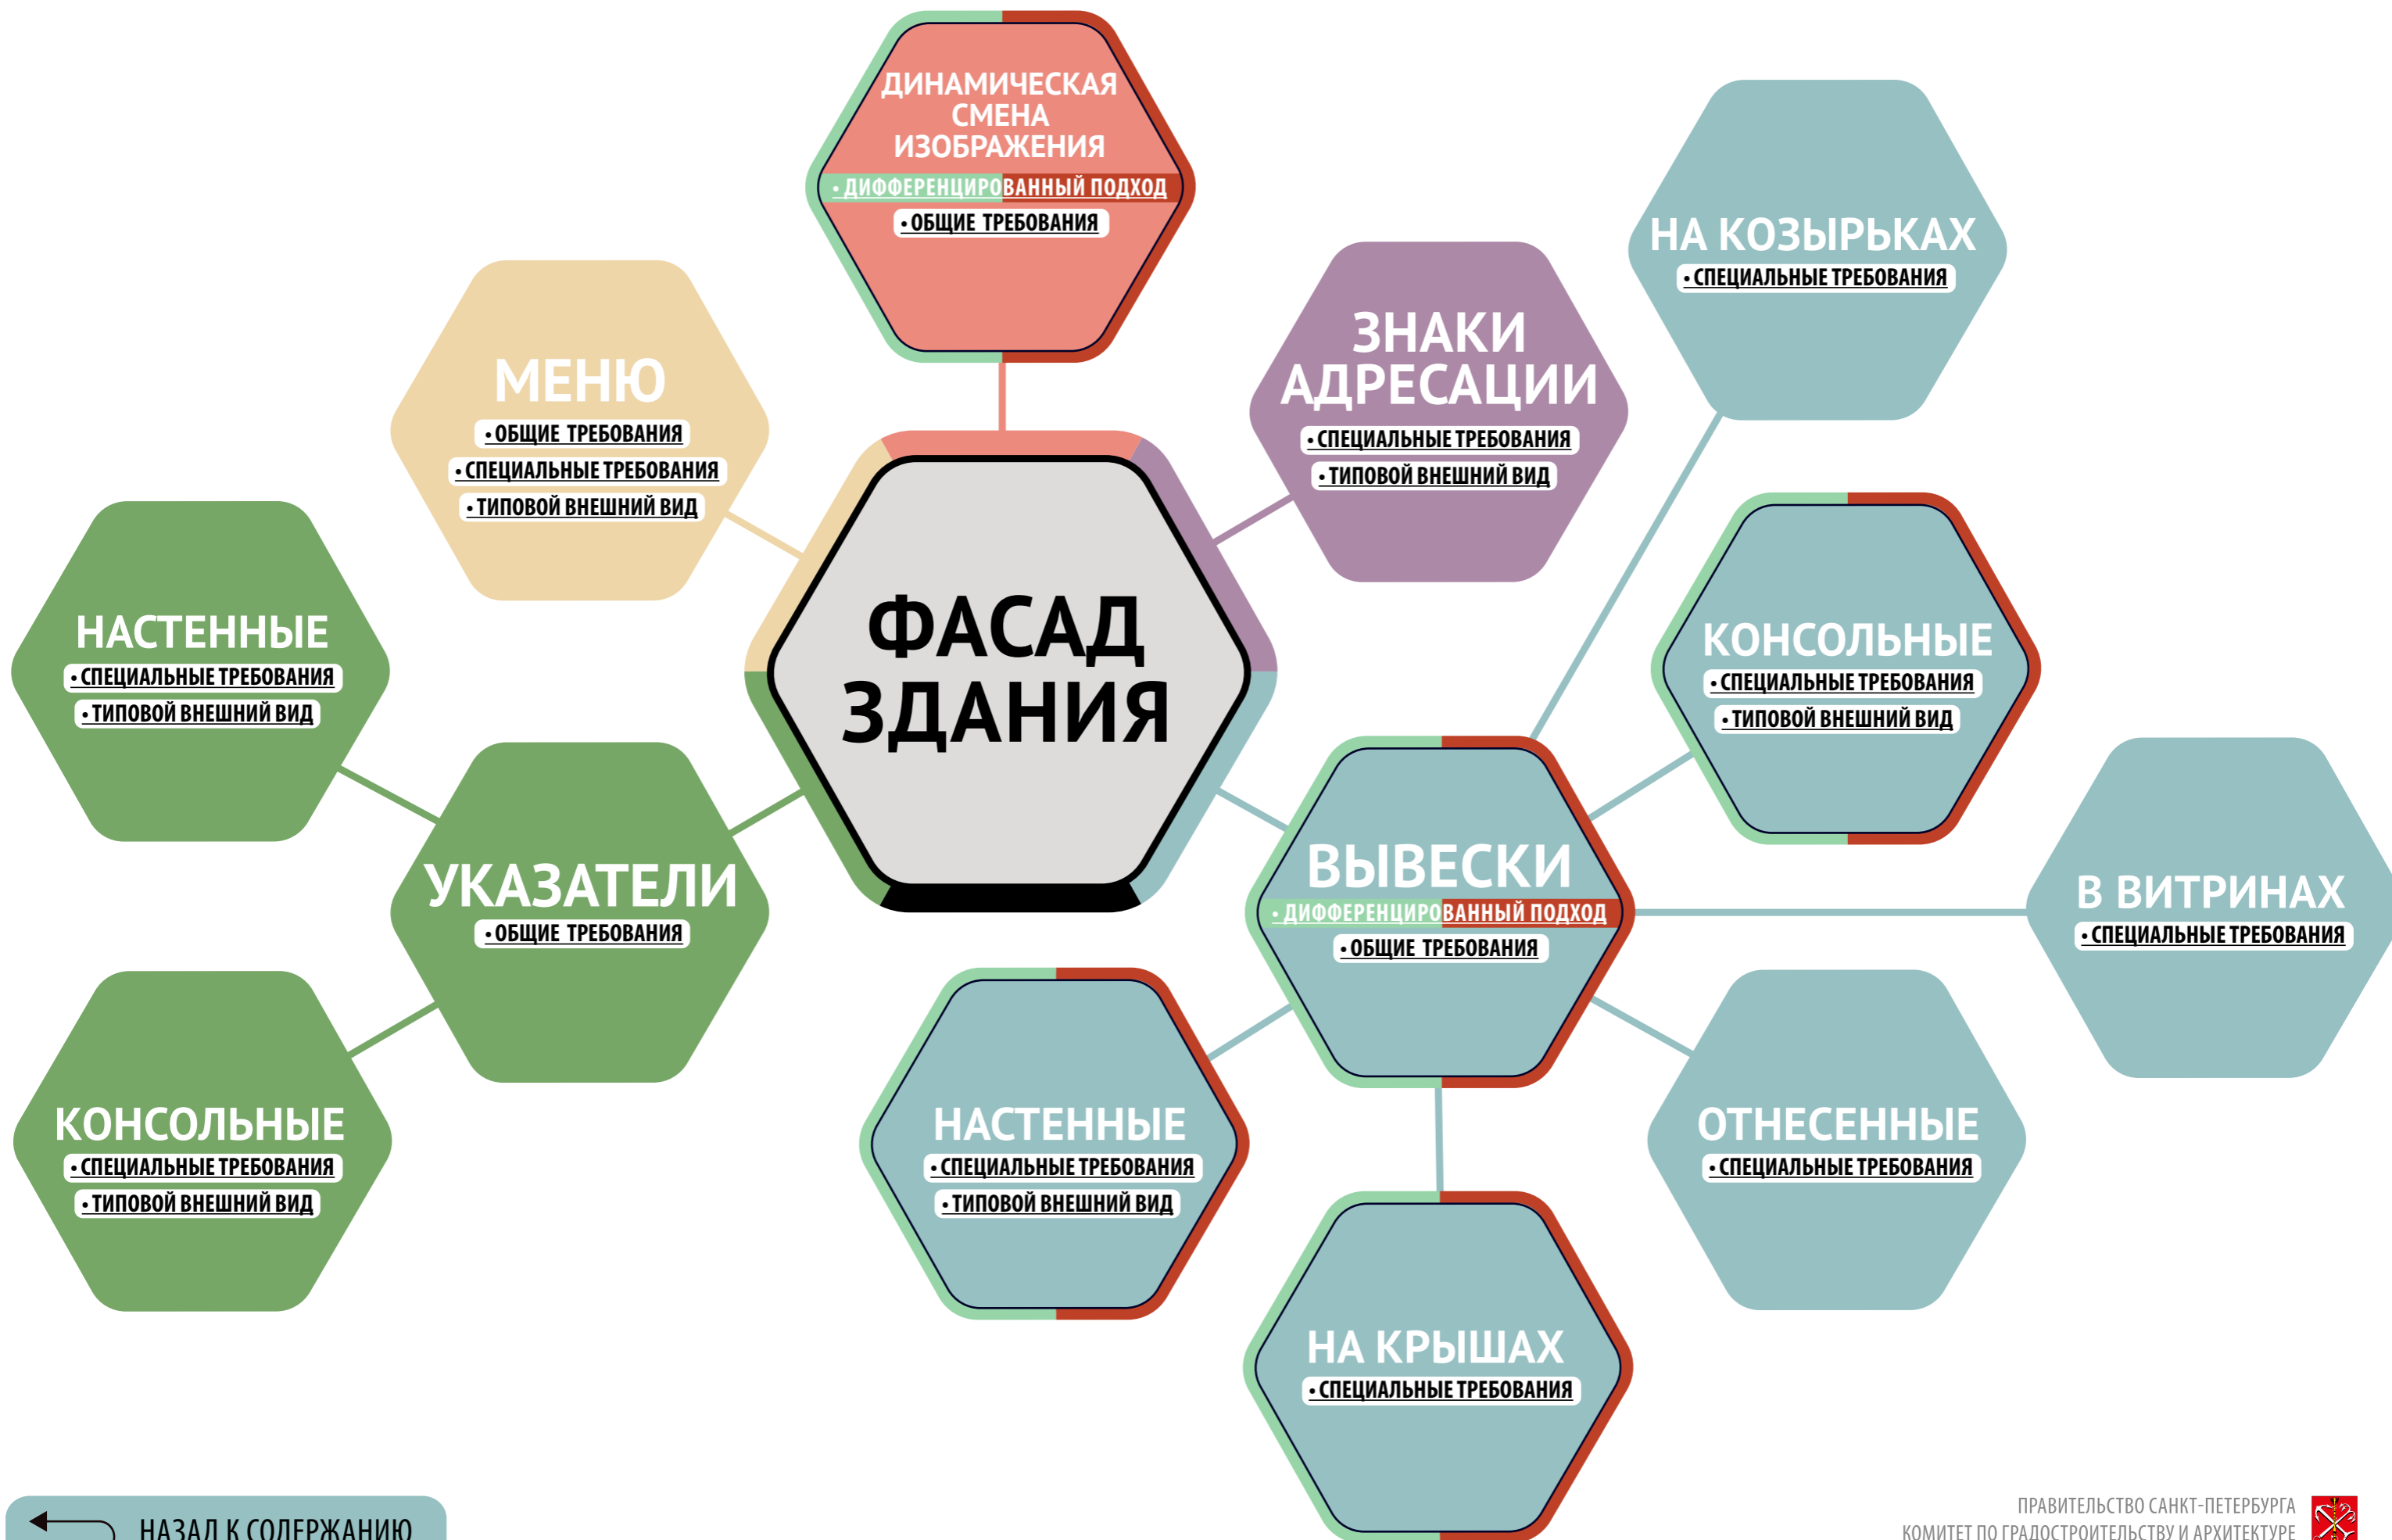 ДИНАМИЧЕСКАЯ
СМЕНА
ИЗОБРАЖЕНИЯ
• ДИФФЕРЕНЦИРОВАННЫЙ ПОДХОД
• ОБЩИЕ ТРЕБОВАНИЯ
НА КОЗЫРЬКАХ
• СПЕЦИАЛЬНЫЕ ТРЕБОВАНИЯ
МЕНЮ
• ОБЩИЕ ТРЕБОВАНИЯ
• СПЕЦИАЛЬНЫЕ ТРЕБОВАНИЯ
• ТИПОВОЙ ВНЕШНИЙ ВИД
ЗНАКИ
АДРЕСАЦИИ
• СПЕЦИАЛЬНЫЕ ТРЕБОВАНИЯ
• ТИПОВОЙ ВНЕШНИЙ ВИД
НАСТЕННЫЕ
• СПЕЦИАЛЬНЫЕ ТРЕБОВАНИЯ
• ТИПОВОЙ ВНЕШНИЙ ВИД
ФАСАД
ЗДАНИЯ
КОНСОЛЬНЫЕ
• СПЕЦИАЛЬНЫЕ ТРЕБОВАНИЯ
• ТИПОВОЙ ВНЕШНИЙ ВИД
УКАЗАТЕЛИ
• ОБЩИЕ ТРЕБОВАНИЯ
ВЫВЕСКИ
• ДИФФЕРЕНЦИРОВАННЫЙ ПОДХОД
• ОБЩИЕ ТРЕБОВАНИЯ
В ВИТРИНАХ
• СПЕЦИАЛЬНЫЕ ТРЕБОВАНИЯ
КОНСОЛЬНЫЕ
• СПЕЦИАЛЬНЫЕ ТРЕБОВАНИЯ
• ТИПОВОЙ ВНЕШНИЙ ВИД
НАСТЕННЫЕ
• СПЕЦИАЛЬНЫЕ ТРЕБОВАНИЯ
• ТИПОВОЙ ВНЕШНИЙ ВИД
ОТНЕСЕННЫЕ
• СПЕЦИАЛЬНЫЕ ТРЕБОВАНИЯ
НА КРЫШАХ
• СПЕЦИАЛЬНЫЕ ТРЕБОВАНИЯ
НАЗАД К СОДЕРЖАНИЮ
ПРАВИТЕЛЬСТВО САНКТ-ПЕТЕРБУРГА
КОМИТЕТ ПО ГРАДОСТРОИТЕЛЬСТВУ И АРХИТЕКТУРЕ